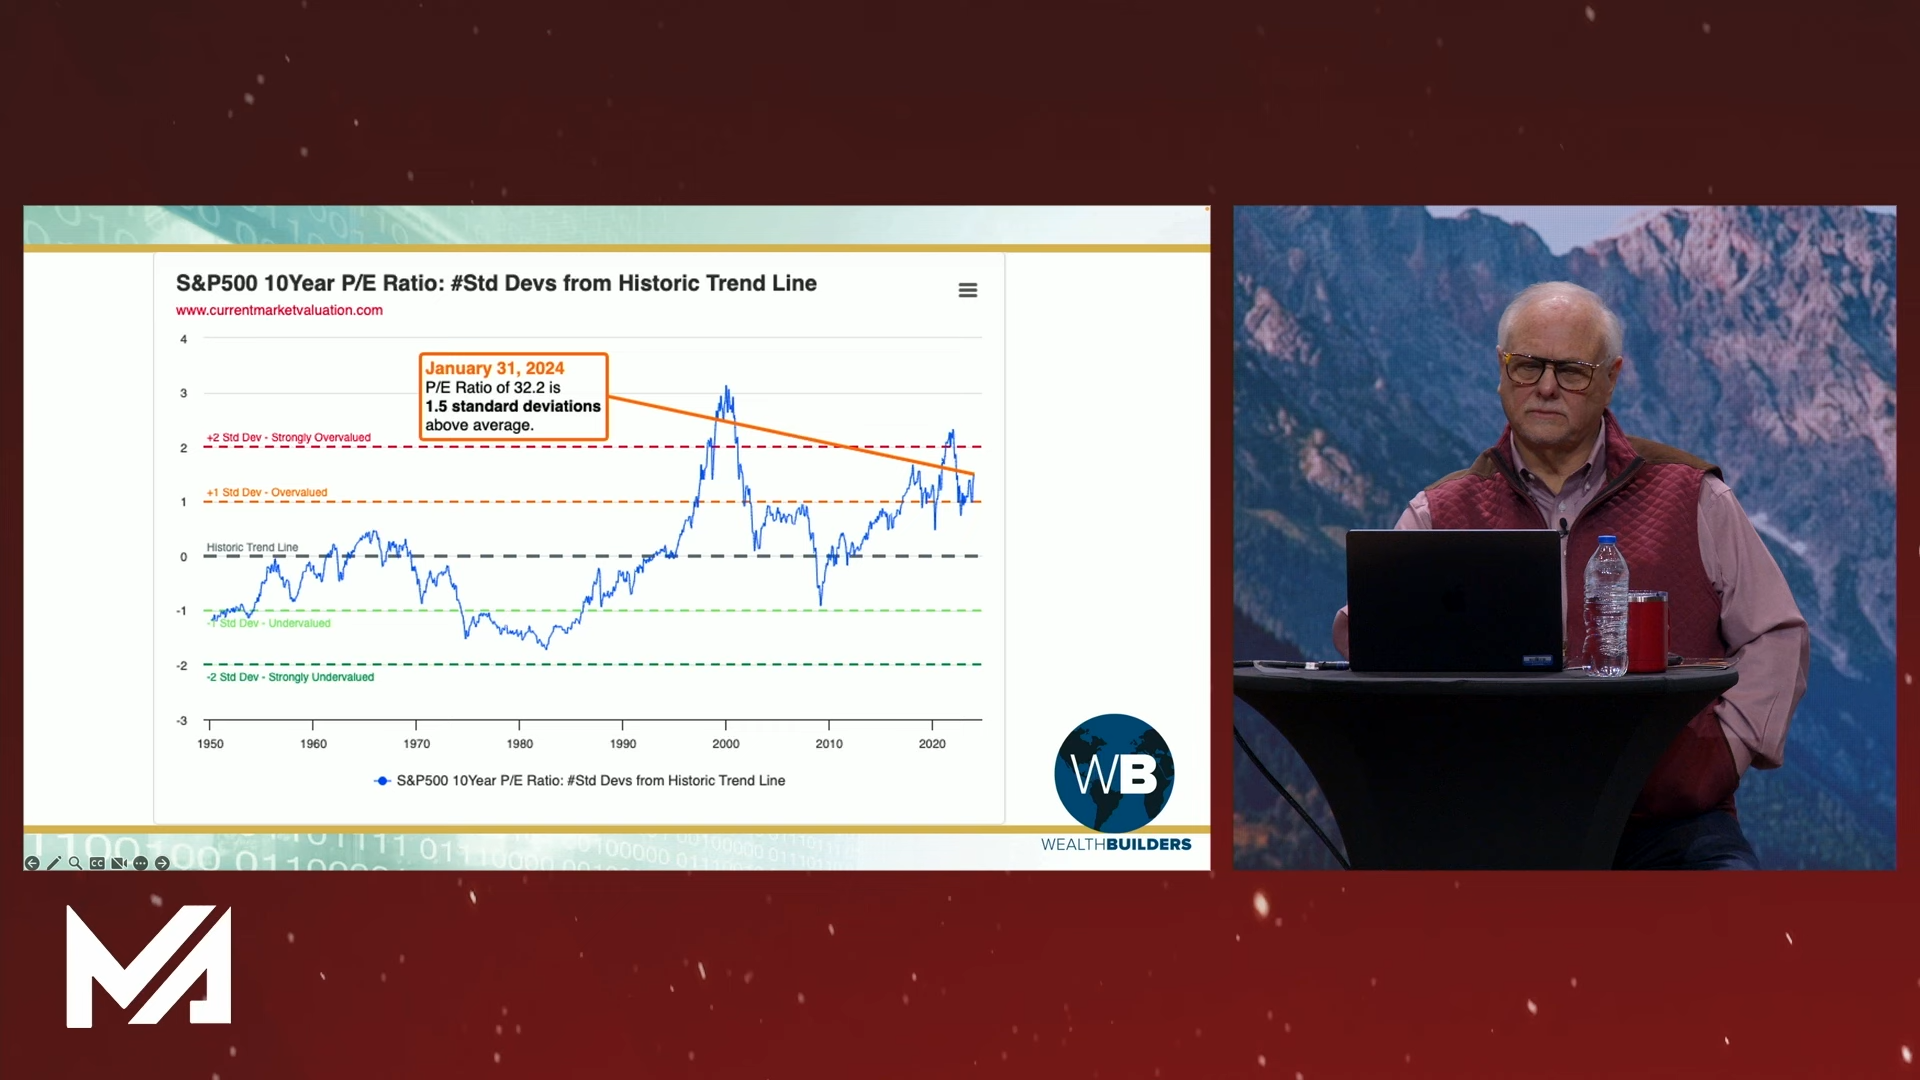 S&P500 10Year P/E Ratio: #Std Devs from Historic Trend Line
www.currentmarketvaluation.com
4
January 31, 2024
P/E Ratio of 32.2 is
1.5 standard deviations
above average.
3
+2 Std Dev - Strongly Overvalued
2
+1 Std Dev - Overvalued
1
Historic Trend Line
0
-1
-1 Std Dev - Undervalued
-2
-2 Std Dev - Strongly Undervalued
-3
1950 1960 1970 1980 1990 2000 2010 2020
S&P500 10Year P/E Ratio: #Std Devs from Historic Trend Line
WB
WEALTHBUILDERS
CC
MA